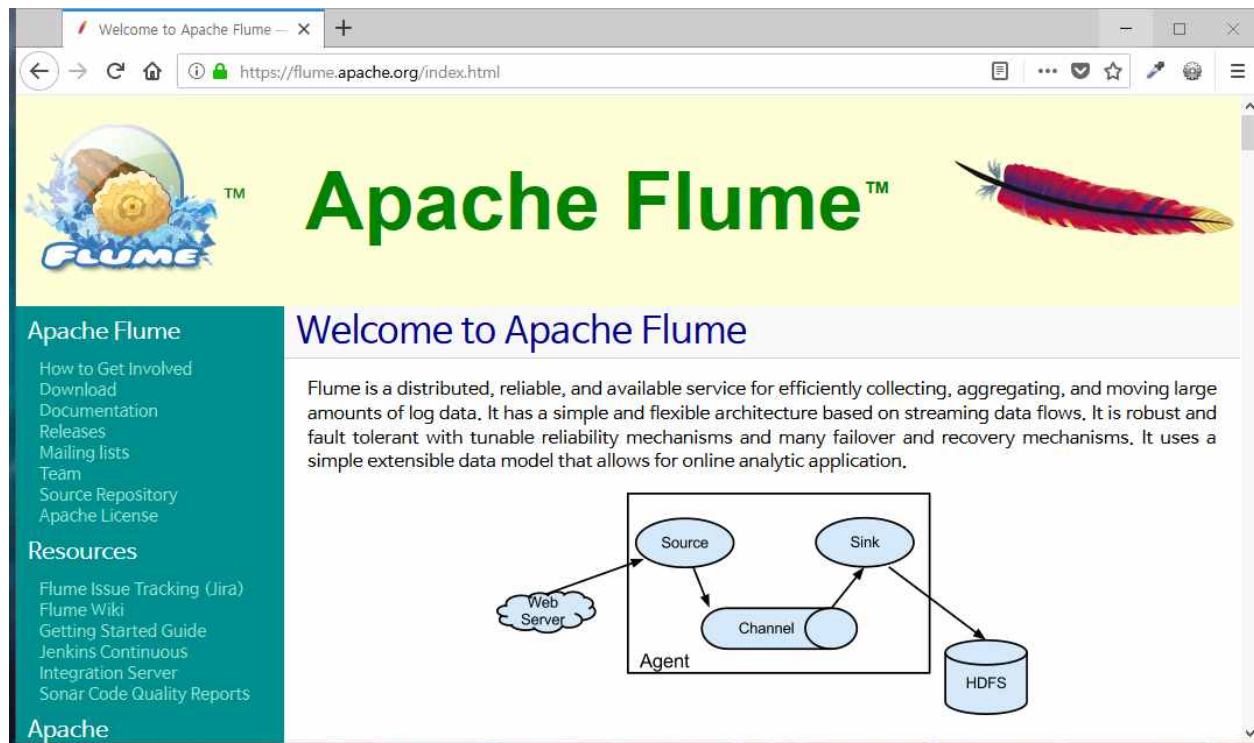 Welcome to Apache Flume —
https://flume.apache.org/index.html
FLUME
TM
Apache Flume™
Apache Flume
How to Get Involved
Download
Documentation
Releases
Mailing lists
Team
Source Repository
Apache License
Resources
Flume Issue Tracking (Jira)
Flume Wiki
Getting Started Guide
Jenkins Continuous
Integration Server
Sonar Code Quality Reports
Apache
Welcome to Apache Flume
Flume is a distributed, reliable, and available service for efficiently collecting, aggregating, and moving large
amounts of log data. It has a simple and flexible architecture based on streaming data flows. It is robust and
fault tolerant with tunable reliability mechanisms and many failover and recovery mechanisms. It uses a
simple extensible data model that allows for online analytic application.
Source
Sink
Web
Server
Channel
Agent
HDFS